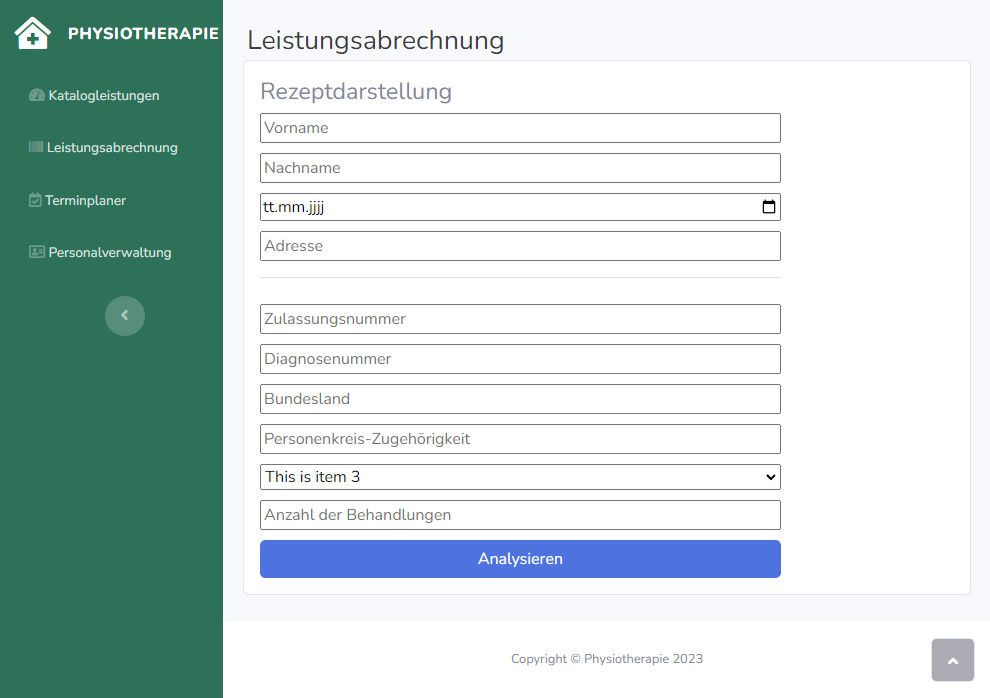 PHYSIOTHERAPIE
Katalogleistungen
Leistungsabrechnung
Terminplaner
Personalverwaltung
Leistungsabrechnung
Rezeptdarstellung
Vorname
Nachname
tt.mm.jjjj
Adresse
Zulassungsnummer
Diagnosenummer
Bundesland
Personenkreis-Zugehörigkeit
This is item 3
Anzahl der Behandlungen
Analysieren
Copyright © Physiotherapie 2023